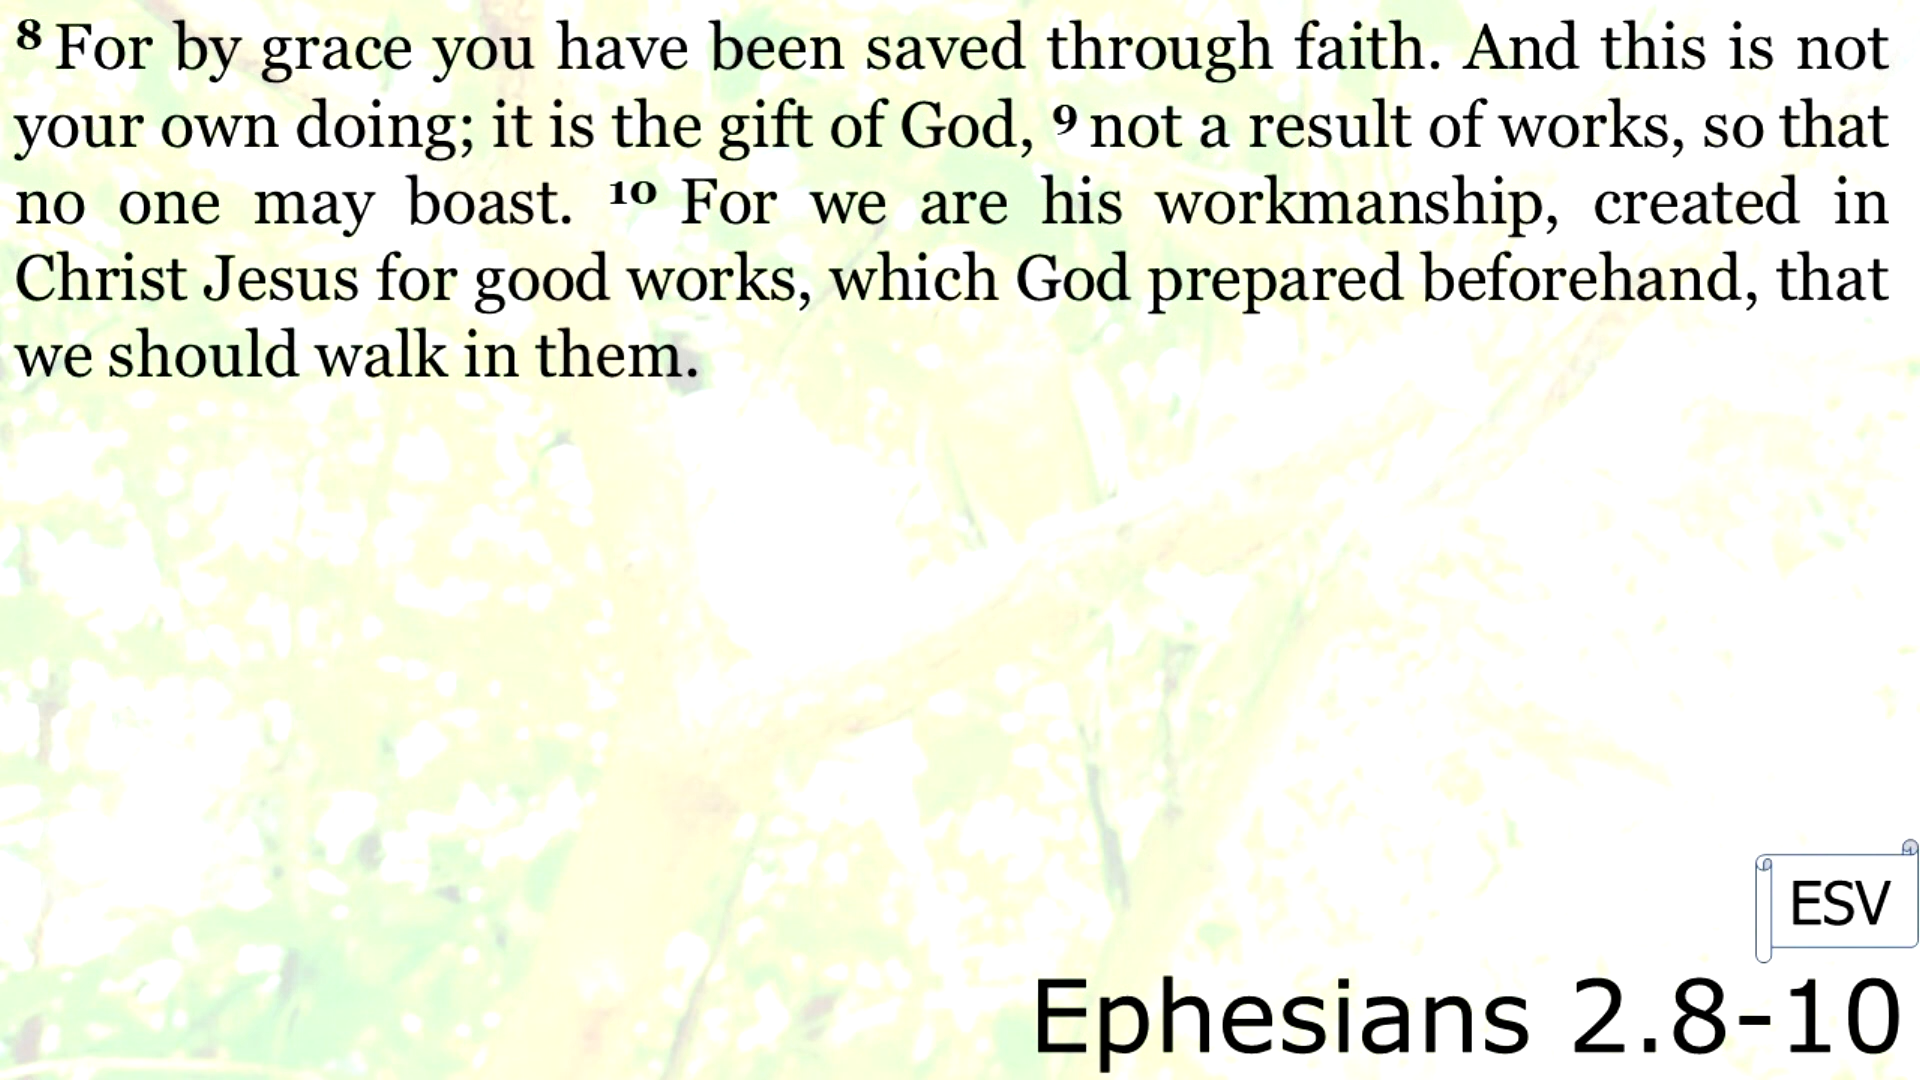 8 For by grace you have been saved through faith. And this is not
your own doing; it is the gift of God, 9 not a result of works, so that
no one may boast. 10 For we are his workmanship, created in
Christ Jesus for good works, which God prepared beforehand, that
we should walk in them.
ESV
Ephesians 2.8-10